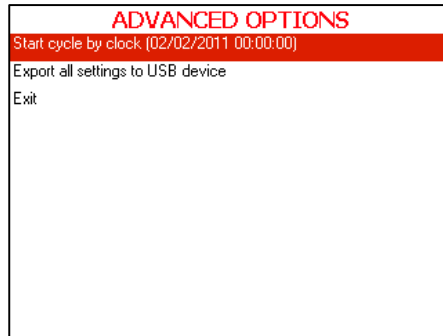 ADVANCED OPTIONS
Start cycle by clock (02/02/2011 00:00:00)
Export all settings to USB device
Exit